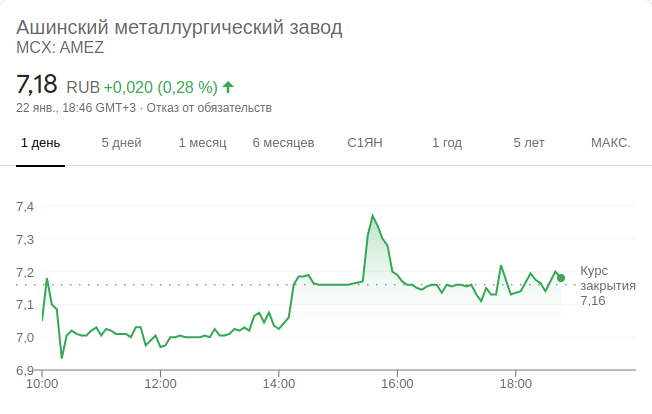 Ашинский металлургический завод
MCX: AMEZ
7,18 RUB +0,020 (0,28 %)
22 янв., 18:46 GMT+3 · Отказ от обязательств
1 день 5 дней 1 месяц 6 месяцев С1ЯН 1 год 5 лет МАКС.
7,4
7,3
7,2
7,1
7,0
6,9
Курс
закрытия
7,16
10:00 12:00 14:00 16:00 18:00